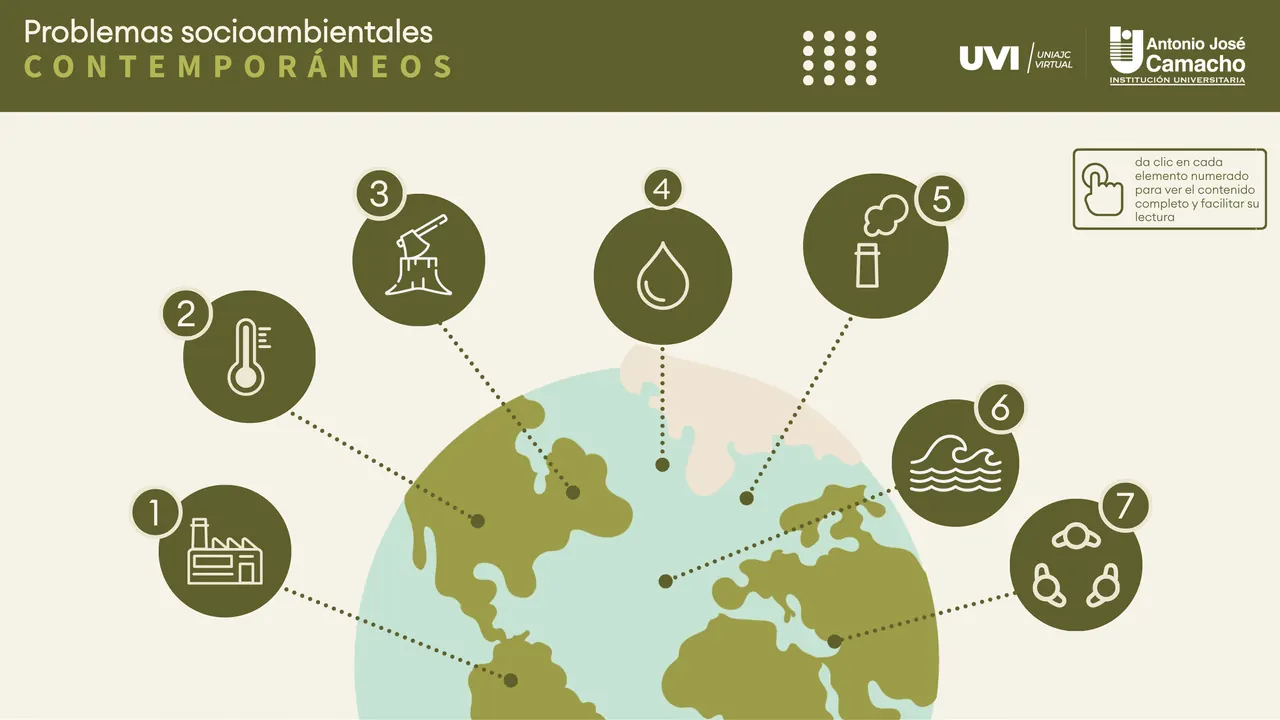 Problemas socioambientales
CONTEMPORÁNEOS
UVI
UNIAJC
VIRTUAL
Antonio José
Camacho
INSTITUCIÓN UNIVERSITARIA
da clic en cada
elemento numerado
para ver el contenido
completo y facilitar su
lectura
3
4
5
2
6
7
1